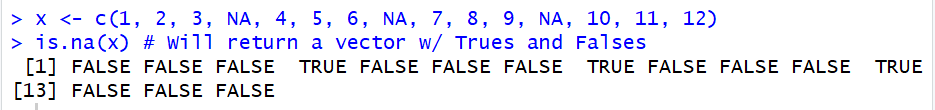 > x <- c(1, 2, 3, NA, 4, 5, 6, NA, 7, 8, 9, NA, 10, 11, 12)
> is.na(x) # Will return a vector w/ Trues and Falses
 [1] FALSE FALSE FALSE  TRUE FALSE FALSE FALSE  TRUE FALSE FALSE FALSE  TRUE
[13] FALSE FALSE FALSE